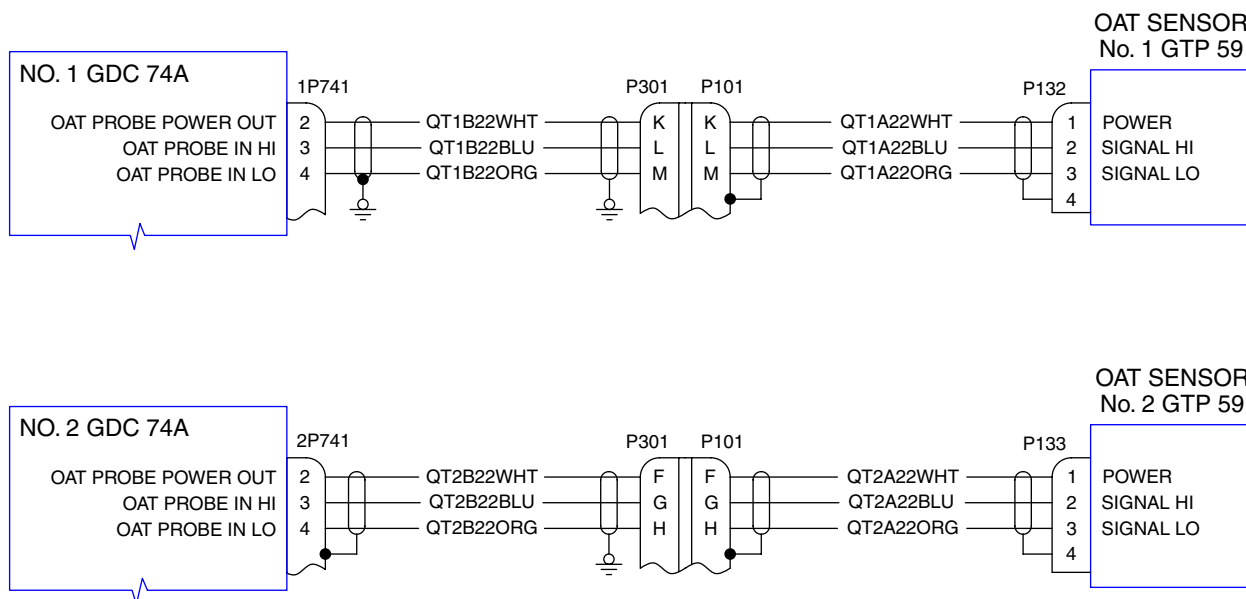 OAT SENSOR
No. 1 GTP 59
NO. 1 GDC 74A
1P741
P301 P101
P132
OAT PROBE POWER OUT 2 QT1B22WHT K K QT1A22WHT 1 POWER
OAT PROBE IN HI 3 QT1B22BLU L L QT1A22BLU 2 SIGNAL HI
OAT PROBE IN LO 4 QT1B22ORG M M QT1A22ORG 3 SIGNAL LO
4
OAT SENSOR
No. 2 GTP 59
NO. 2 GDC 74A
2P741
P301 P101
P133
OAT PROBE POWER OUT 2 QT2B22WHT F F QT2A22WHT 1 POWER
OAT PROBE IN HI 3 QT2B22BLU G G QT2A22BLU 2 SIGNAL HI
OAT PROBE IN LO 4 QT2B22ORG H H QT2A22ORG 3 SIGNAL LO
4